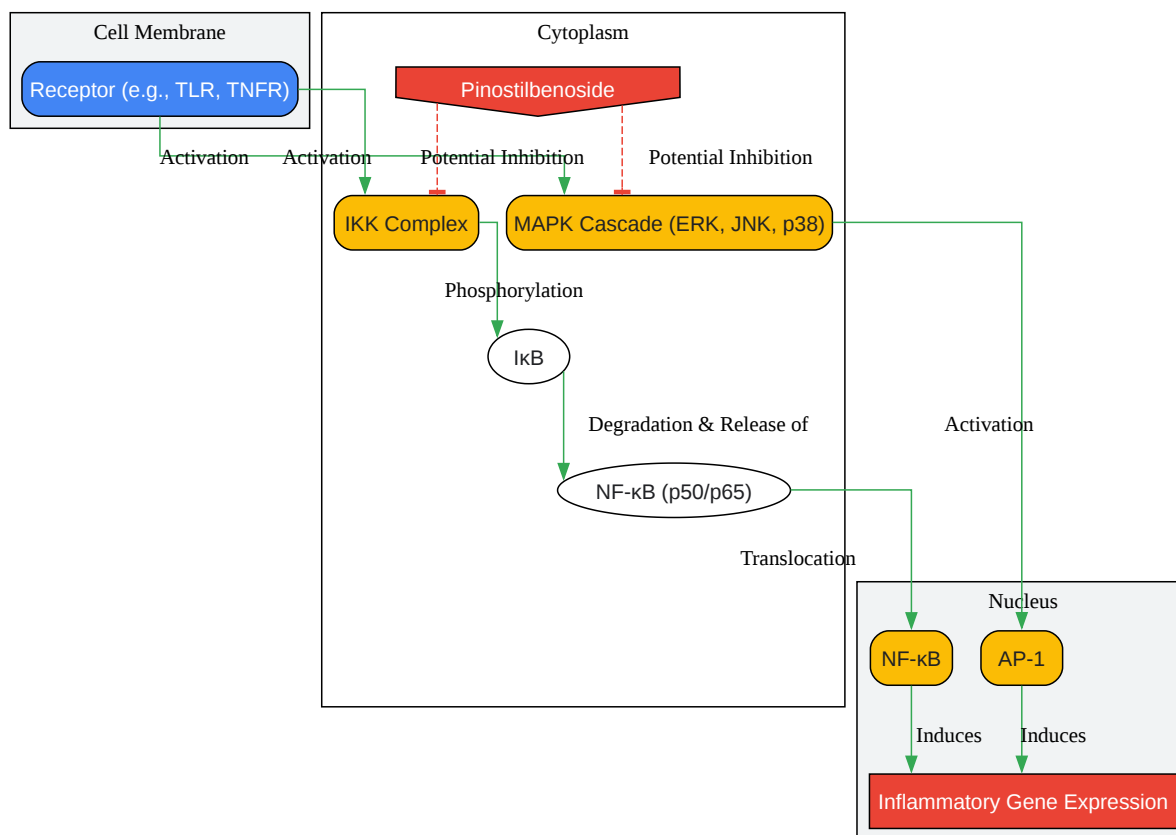 Cell Membrane
Cytoplasm
Receptor (e.g., TLR, TNFR)
Pinostilbenoside
Activation
Activation
Potential Inhibition
Potential Inhibition
IKK Complex
MAPK Cascade (ERK, JNK, p38)
Phosphorylation
IκB
Degradation & Release of
Activation
NF-κB (p50/p65)
Translocation
Nucleus
NF-κB
AP-1
Induces
Induces
Inflammatory Gene Expression